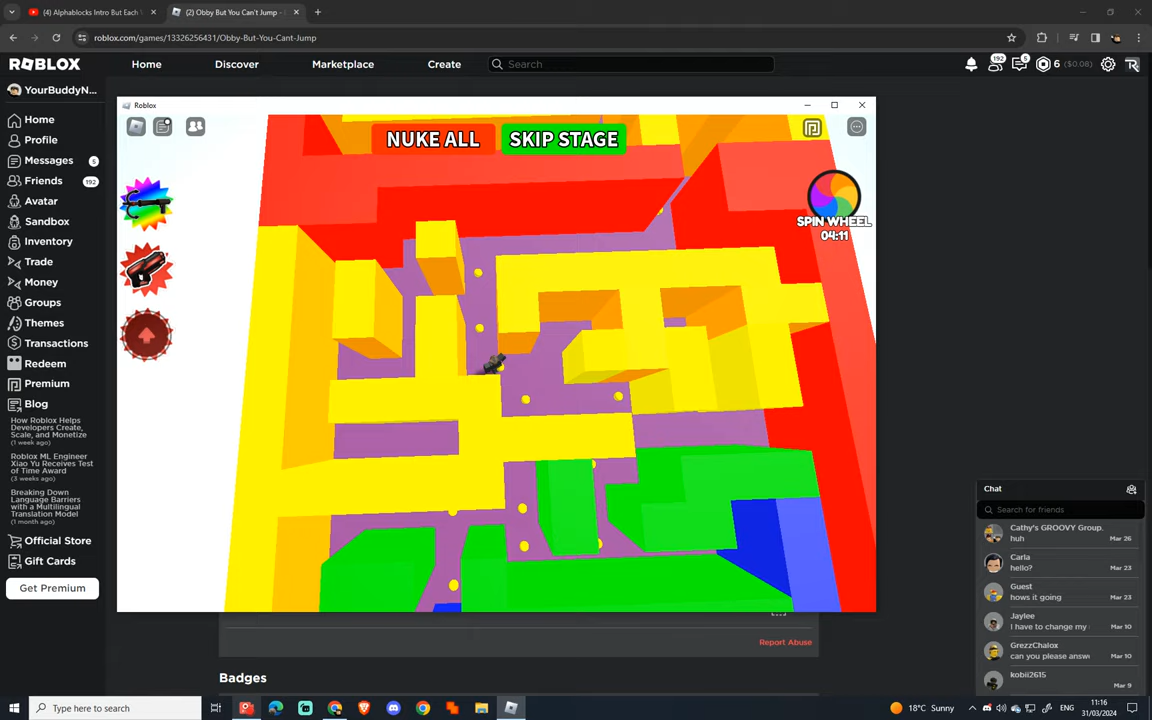 (4) Alphablocks Intro But Each
(2) Obby But You Can't Jump -
roblox.com/games/13326256431/Obby-But-You-Cant-Jump
ROBLOX
Home
Discover
Marketplace
Create
Search
192
5
6 ($0.08)
YourBuddyN...
Home
Profile
Messages 5
Friends 192
Avatar
Sandbox
Inventory
Trade
Money
Groups
Themes
Transactions
Redeem
Premium
Blog
How Roblox Helps
Developers Create,
Scale, and Monetize
(1 week ago)
Roblox ML Engineer
Xiao Yu Receives Test
of Time Award
(3 weeks ago)
Breaking Down
Language Barriers
with a Multilingual
Translation Model
(1 month ago)
Official Store
Gift Cards
Get Premium
Roblox
NUKE ALL
SKIP STAGE
SPIN WHEEL
04:11
Report Abuse
Badges
Chat
Search for friends
Cathy's GROOVY Group.
huh Mar 26
Carla
hello? Mar 23
Guest
hows it going Mar 23
Jaylee
I have to change my Mar 10
GrezzChalox
can you please answ Mar 10
kobii2615
Mar 9
Type here to search
18°C Sunny
ENG
11:16
31/03/2024